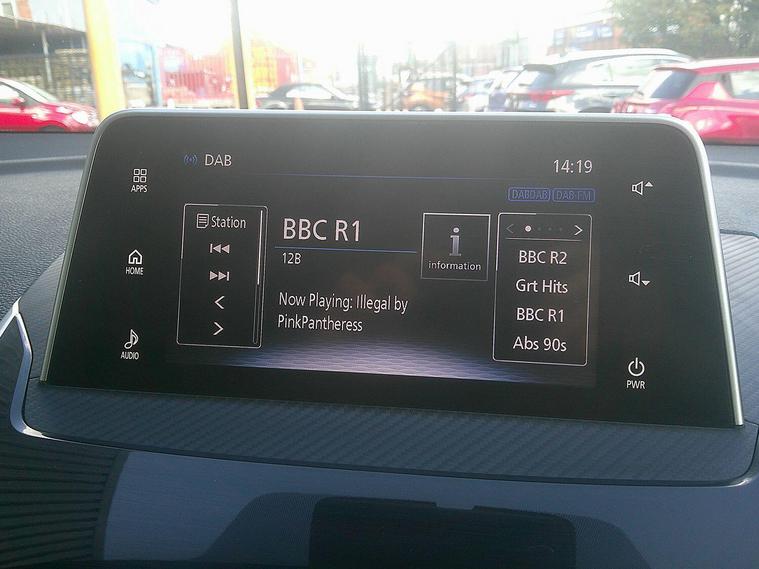 DAB
14:19
DABDAB DAB-FM
APPS
HOME
AUDIO
Station
BBC R1
12B
Now Playing: Illegal by
PinkPantheress
i
information
BBC R2
Grt Hits
BBC R1
Abs 90s
PWR